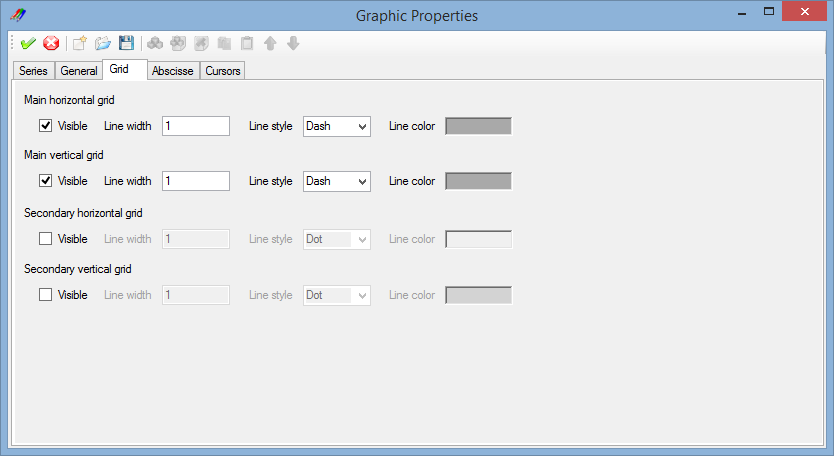 Graphic Properties
Series General Grid Abscisse Cursors
Main horizontal grid
Visible Line width 1 Line style Dash Line color
Main vertical grid
Visible Line width 1 Line style Dash Line color
Secondary horizontal grid
Visible Line width 1 Line style Dot Line color
Secondary vertical grid
Visible Line width 1 Line style Dot Line color